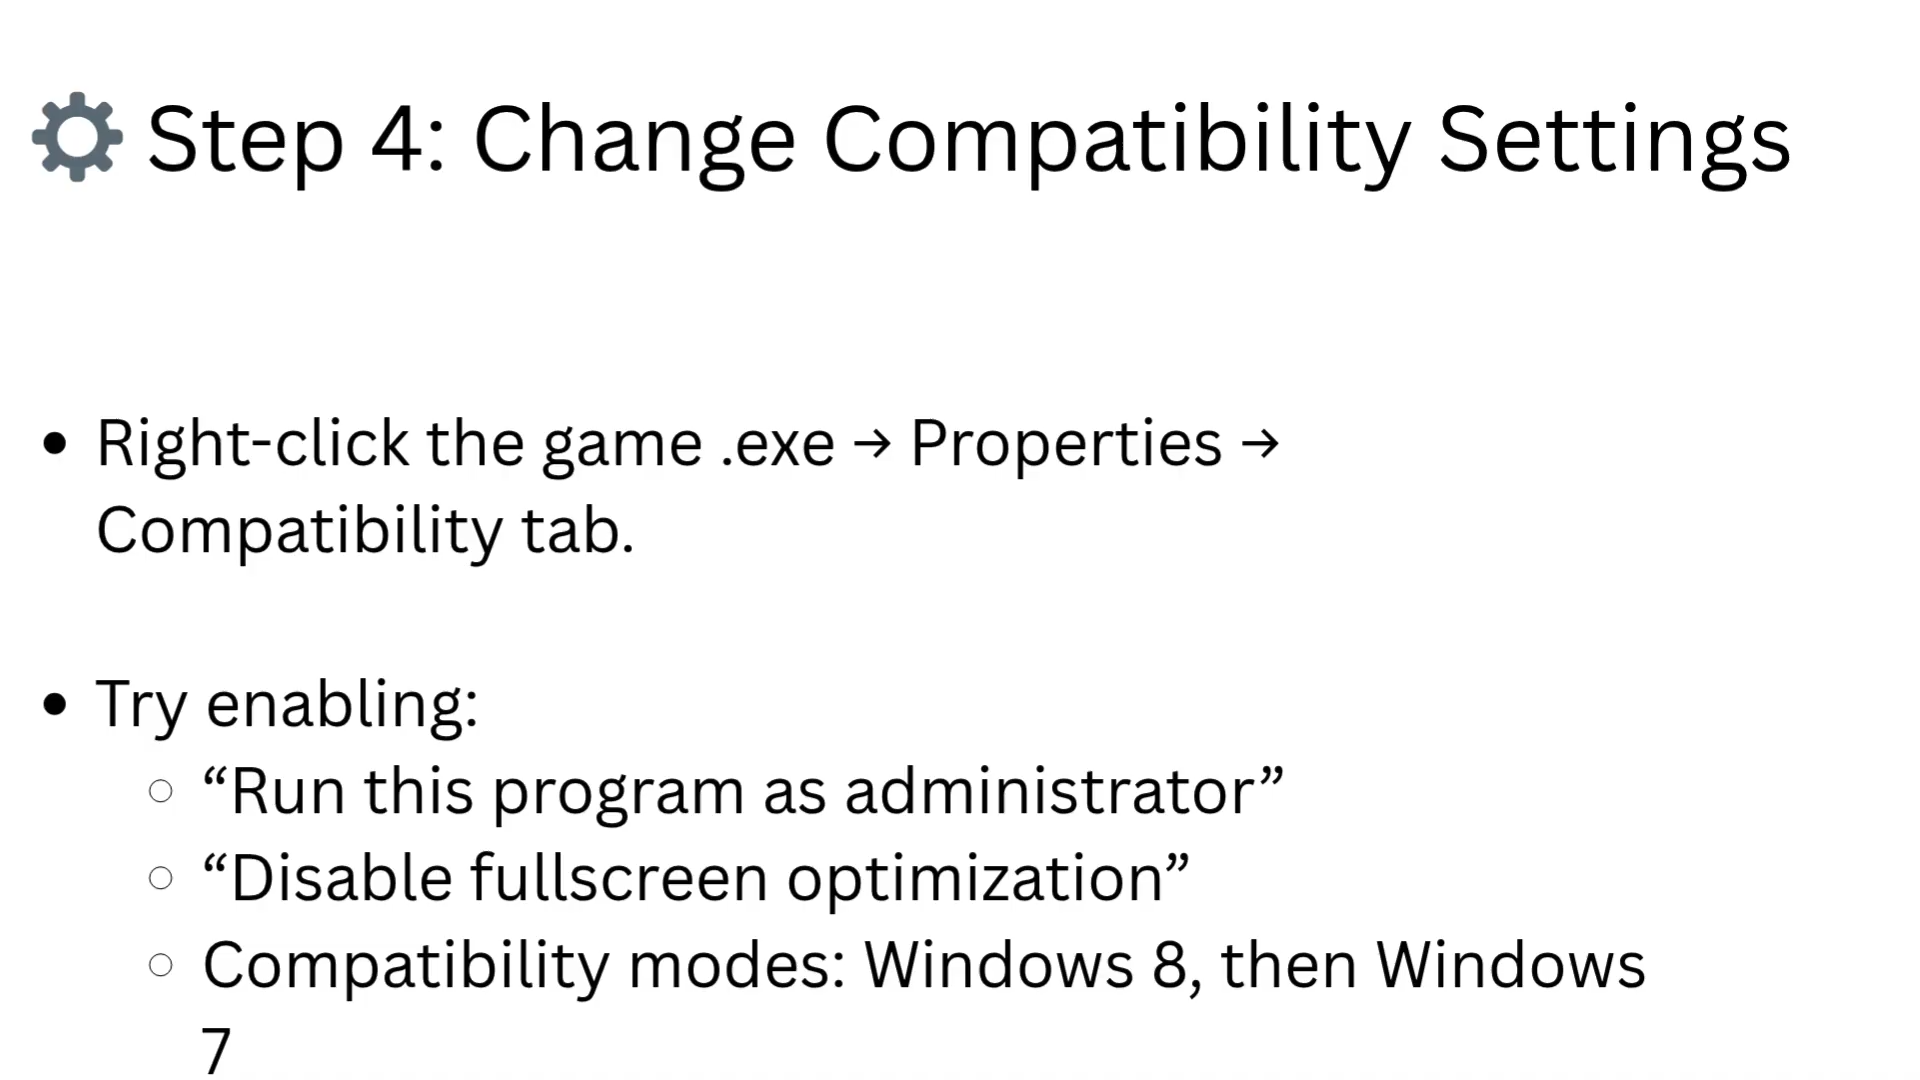 Step 4: Change Compatibility Settings
• Right-click the game .exe → Properties →
Compatibility tab.
• Try enabling:
○ “Run this program as administrator”
○ “Disable fullscreen optimization”
○ Compatibility modes: Windows 8, then Windows
7